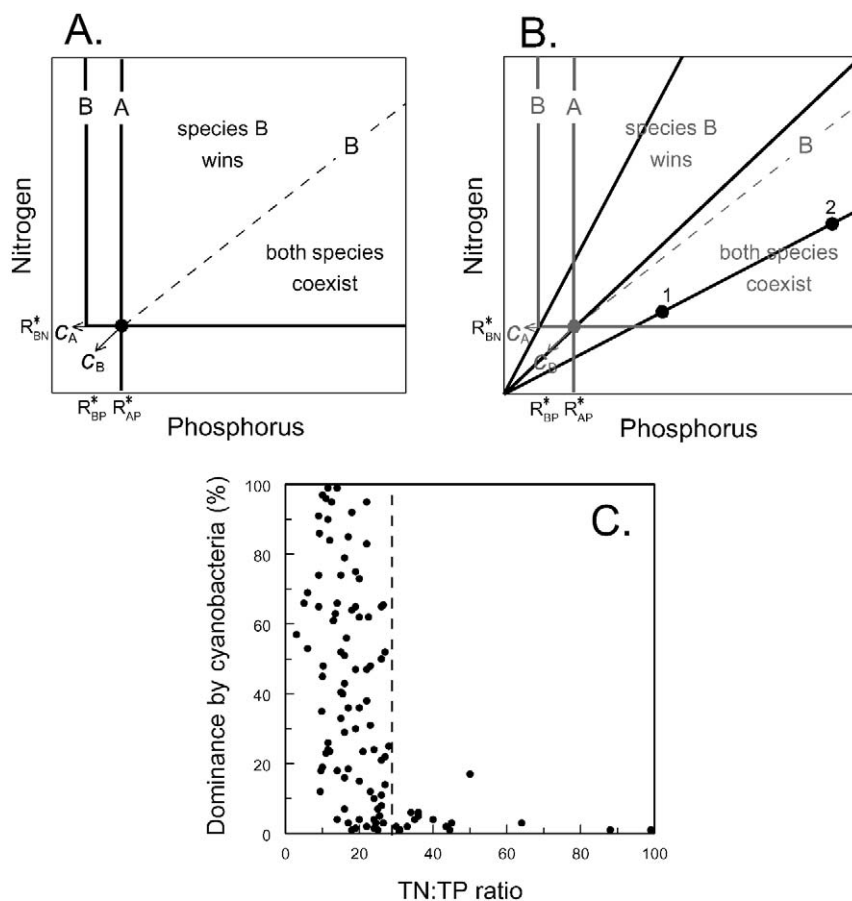 A.
B
A
species B
wins
B
both species
coexist
Nitrogen
R*BN
cA
cB
R*BP
R*AP
Phosphorus
B.
B
A
species B
wins
B
2
both species
coexist
1
Nitrogen
R*BN
cA
cB
R*BP
R*AP
Phosphorus
C.
Dominance by cyanobacteria (%)
100
80
60
40
20
0
0 20 40 60 80 100
TN:TP ratio